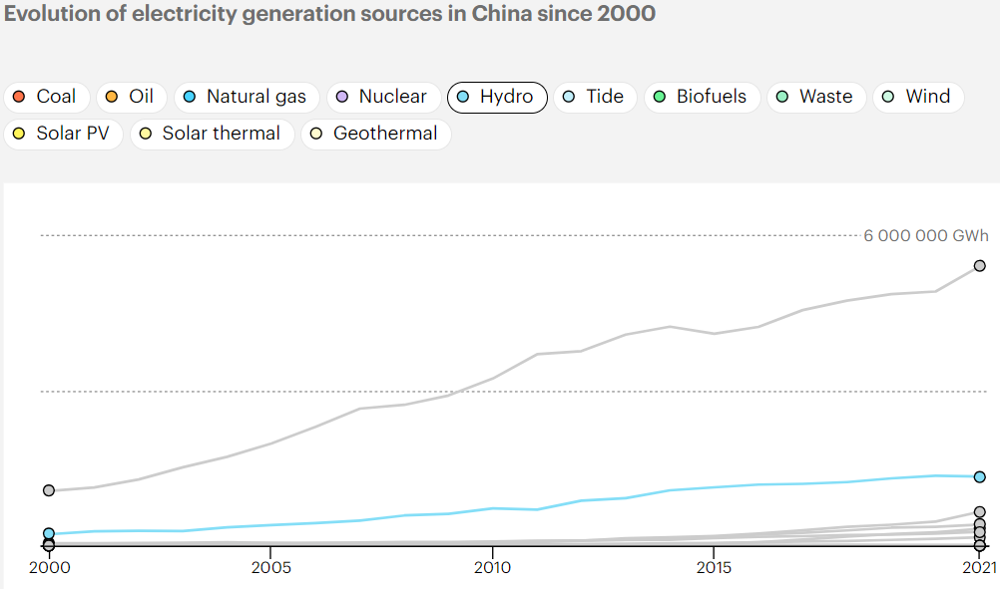 Evolution of electricity generation sources in China since 2000
Coal Oil Natural gas Nuclear Hydro Tide Biofuels Waste Wind
Solar PV Solar thermal Geothermal
6 000 000 GWh
2000 2005 2010 2015 2021